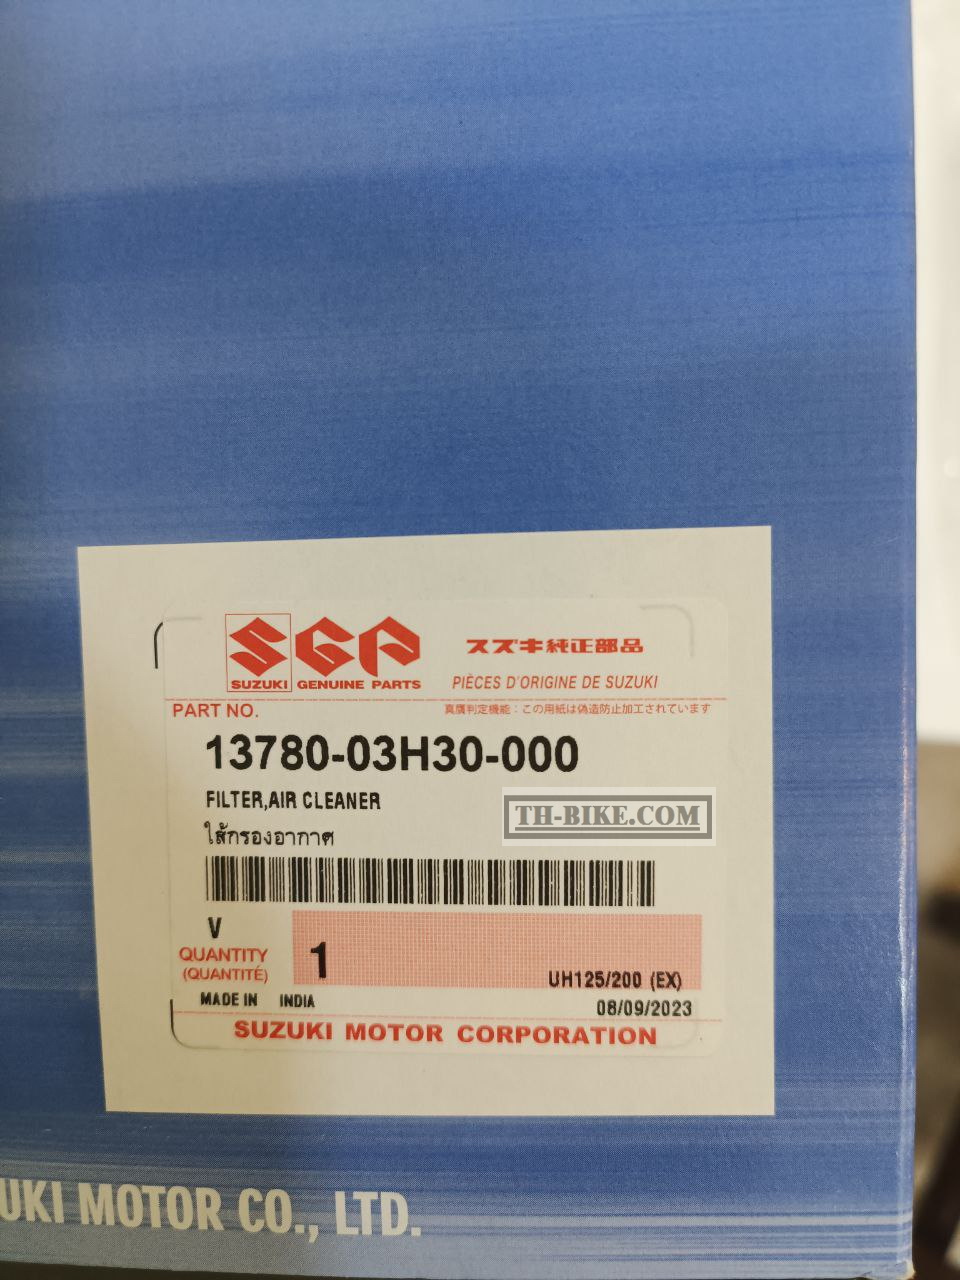 SGP
SUZUKI GENUINE PARTS
スズキ純正部品
PIÈCES D'ORIGINE DE SUZUKI
PART NO.
真贋判定機能：この用紙は偽造防止加工されています
13780-03H30-000
FILTER,AIR CLEANER
ใส้กรองอากาศ
TH-BIKE.COM
V
QUANTITY
(QUANTITÉ)
1
UH125/200 (EX)
MADE IN INDIA
08/09/2023
SUZUKI MOTOR CORPORATION
UKI MOTOR CO., LTD.